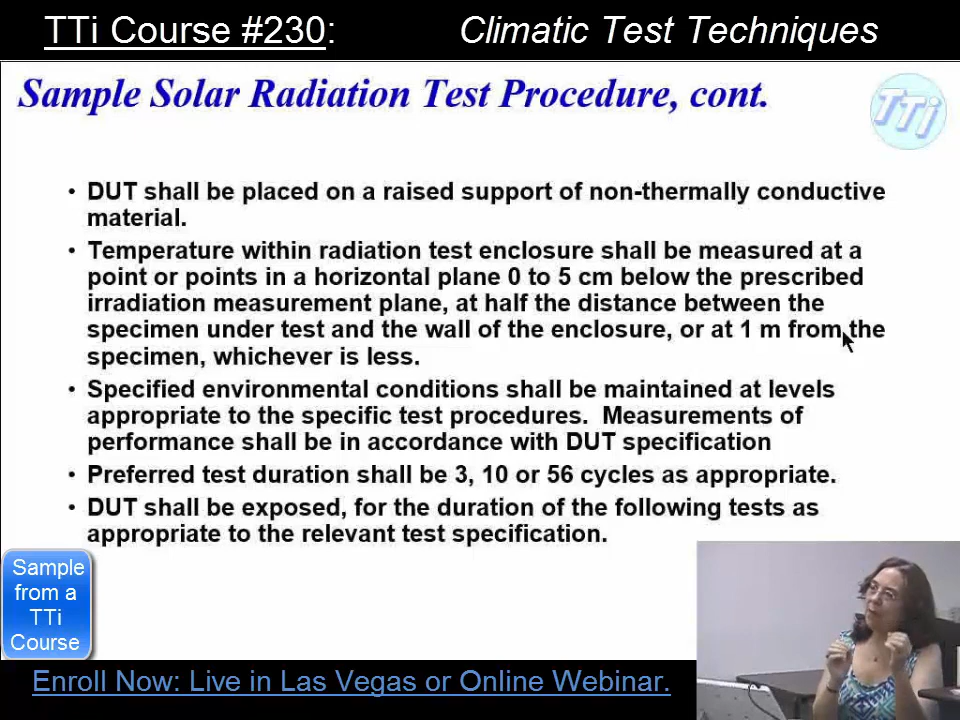 TTi Course #230: Climatic Test Techniques
Sample Solar Radiation Test Procedure, cont.
TTi
• DUT shall be placed on a raised support of non-thermally conductive
material.
• Temperature within radiation test enclosure shall be measured at a
point or points in a horizontal plane 0 to 5 cm below the prescribed
irradiation measurement plane, at half the distance between the
specimen under test and the wall of the enclosure, or at 1 m from the
specimen, whichever is less.
• Specified environmental conditions shall be maintained at levels
appropriate to the specific test procedures. Measurements of
performance shall be in accordance with DUT specification
• Preferred test duration shall be 3, 10 or 56 cycles as appropriate.
• DUT shall be exposed, for the duration of the following tests as
appropriate to the relevant test specification.
Sample
from a
TTi
Course
Enroll Now: Live in Las Vegas or Online Webinar.